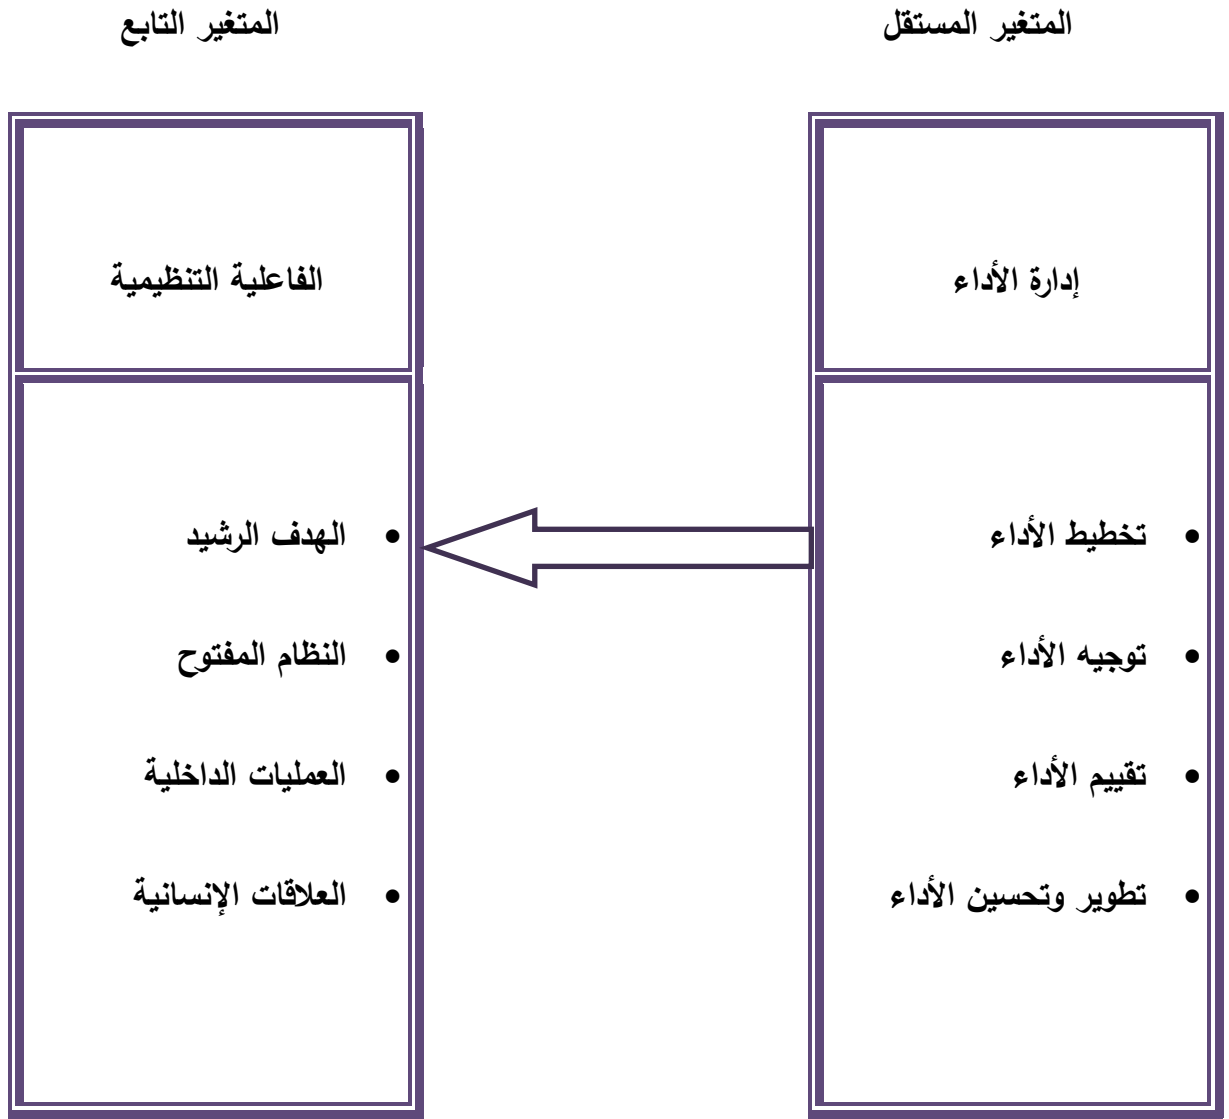 المتغير المستقل
المتغير التابع
إدارة الأداء
الفاعلية التنظيمية
• تخطيط الأداء
• توجيه الأداء
• تقييم الأداء
• تطوير وتحسين الأداء
• الهدف الرشيد
• النظام المفتوح
• العمليات الداخلية
• العلاقات الإنسانية